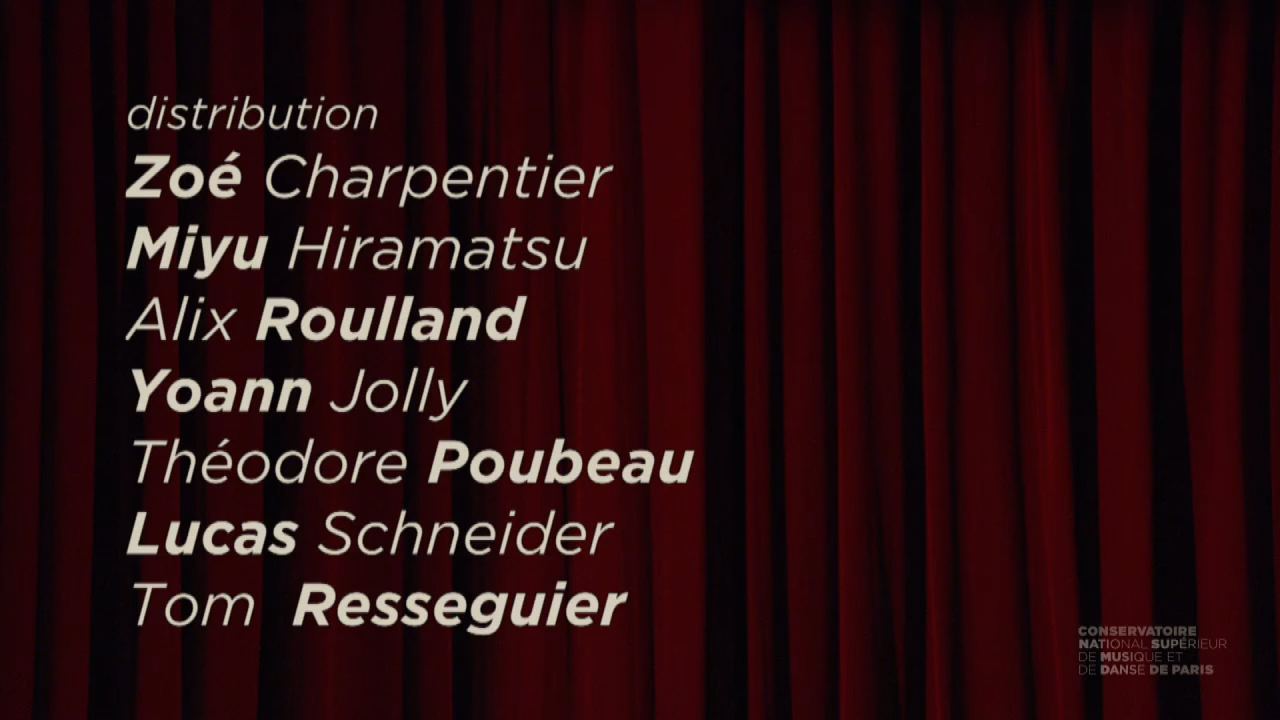 distribution
Zoé Charpentier
Miyu Hiramatsu
Alix Roulland
Yoann Jolly
Théodore Poubeau
Lucas Schneider
Tom Resseguier
CONSERVATOIRE
NATIONAL SUPÉRIEUR
DE MUSIQUE ET
DE DANSE DE PARIS